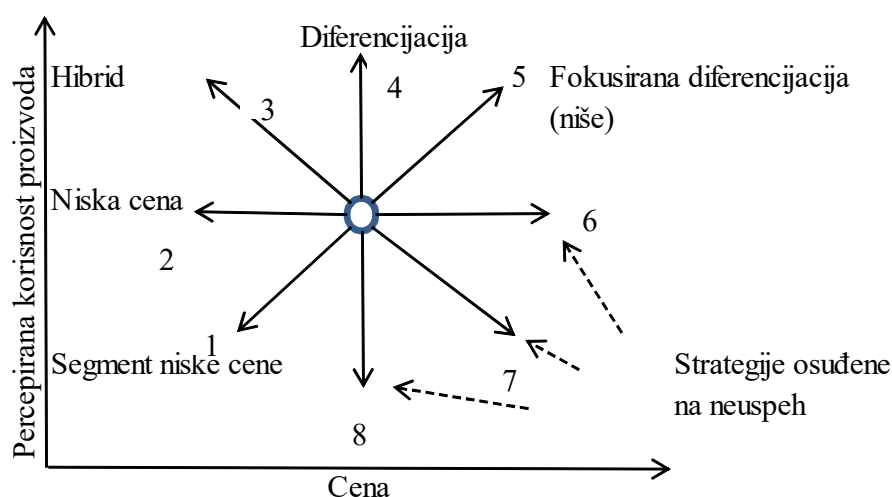 Diferencijacija
Hibrid
3
4
5
Fokusirana diferencijacija
(niše)
Niska cena
2
6
1
Segment niske cene
7
Strategije osuđene
na neuspeh
8
Percepirana korisnost proizvoda
Cena